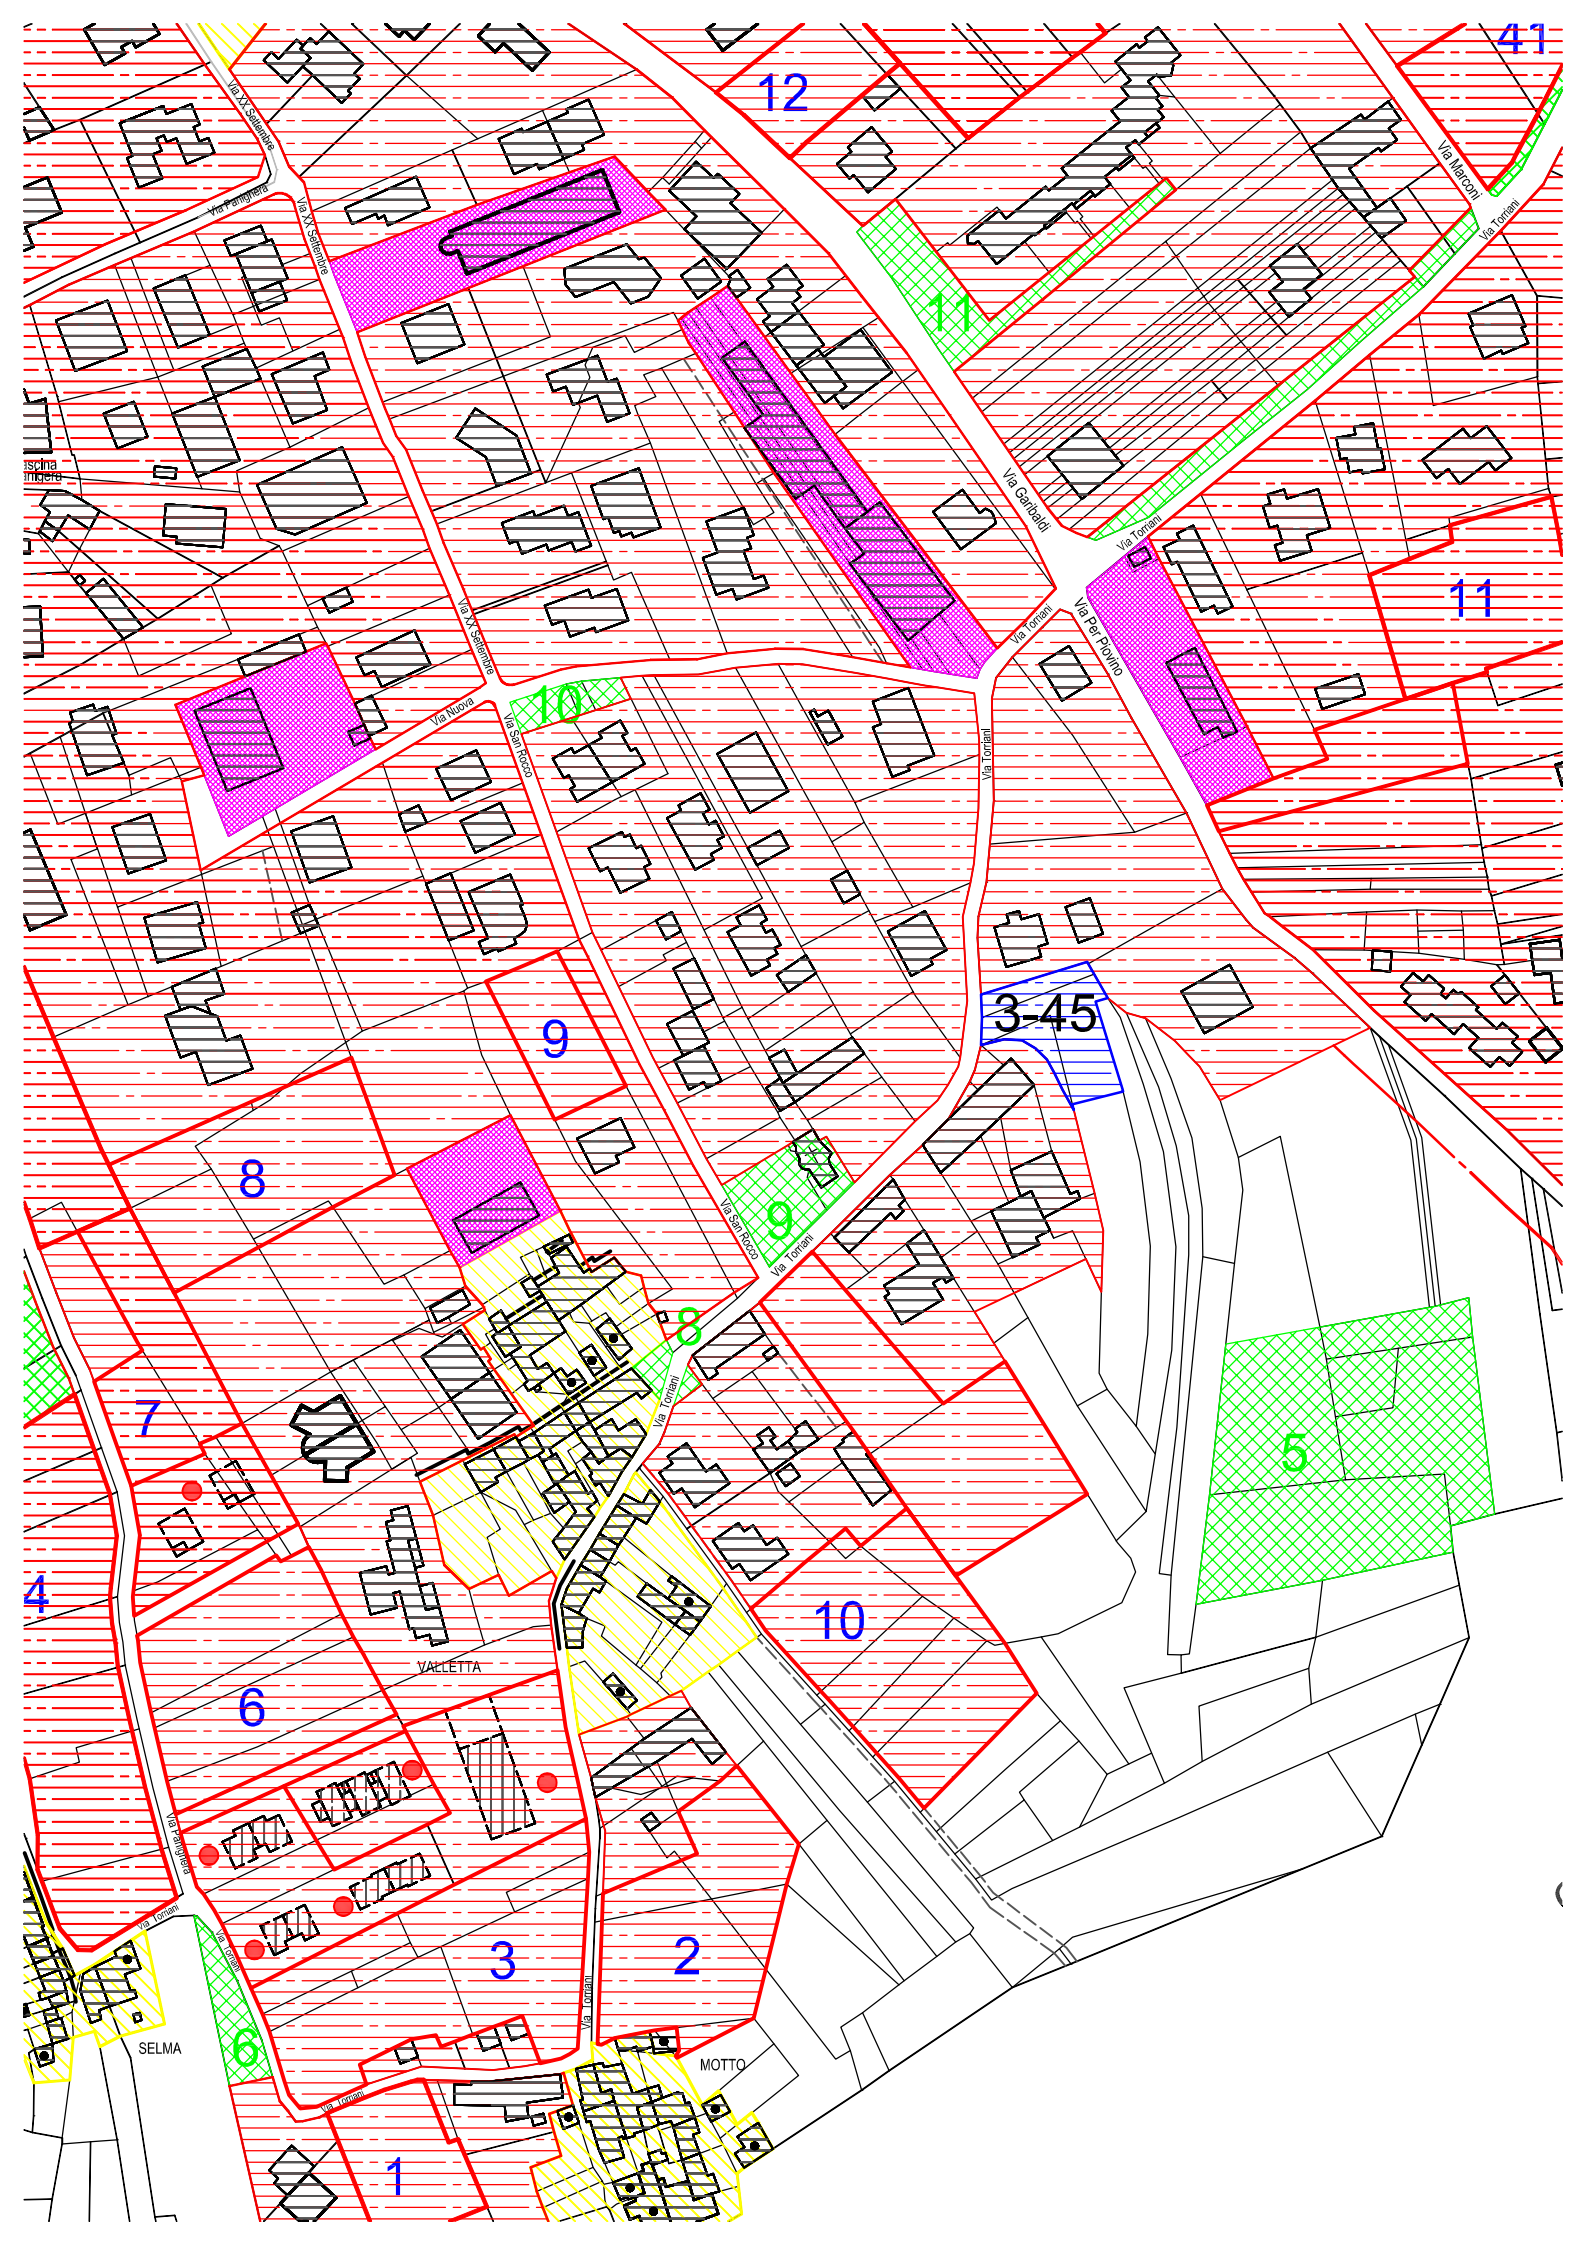 41
12
Via XX Settembre
Via Marconi
Via Panighera
Via XX Settembre
Via Torriani
11
ascina
anigera
Via Garibaldi
Via Torriani
11
Via XX Settembre
Via Torriani
Via Per Plovino
10
Via Nuova
Via San Rocco
Via Torriani
3-45
9
8
9
Via San Rocco
Via Torriani
8
7
Via Torriani
5
4
10
VALLETTA
6
Via Panighera
Via Torriani
Via Torriani
3
2
Via Torriani
6
SELMA
MOTTO
Via Torriani
1